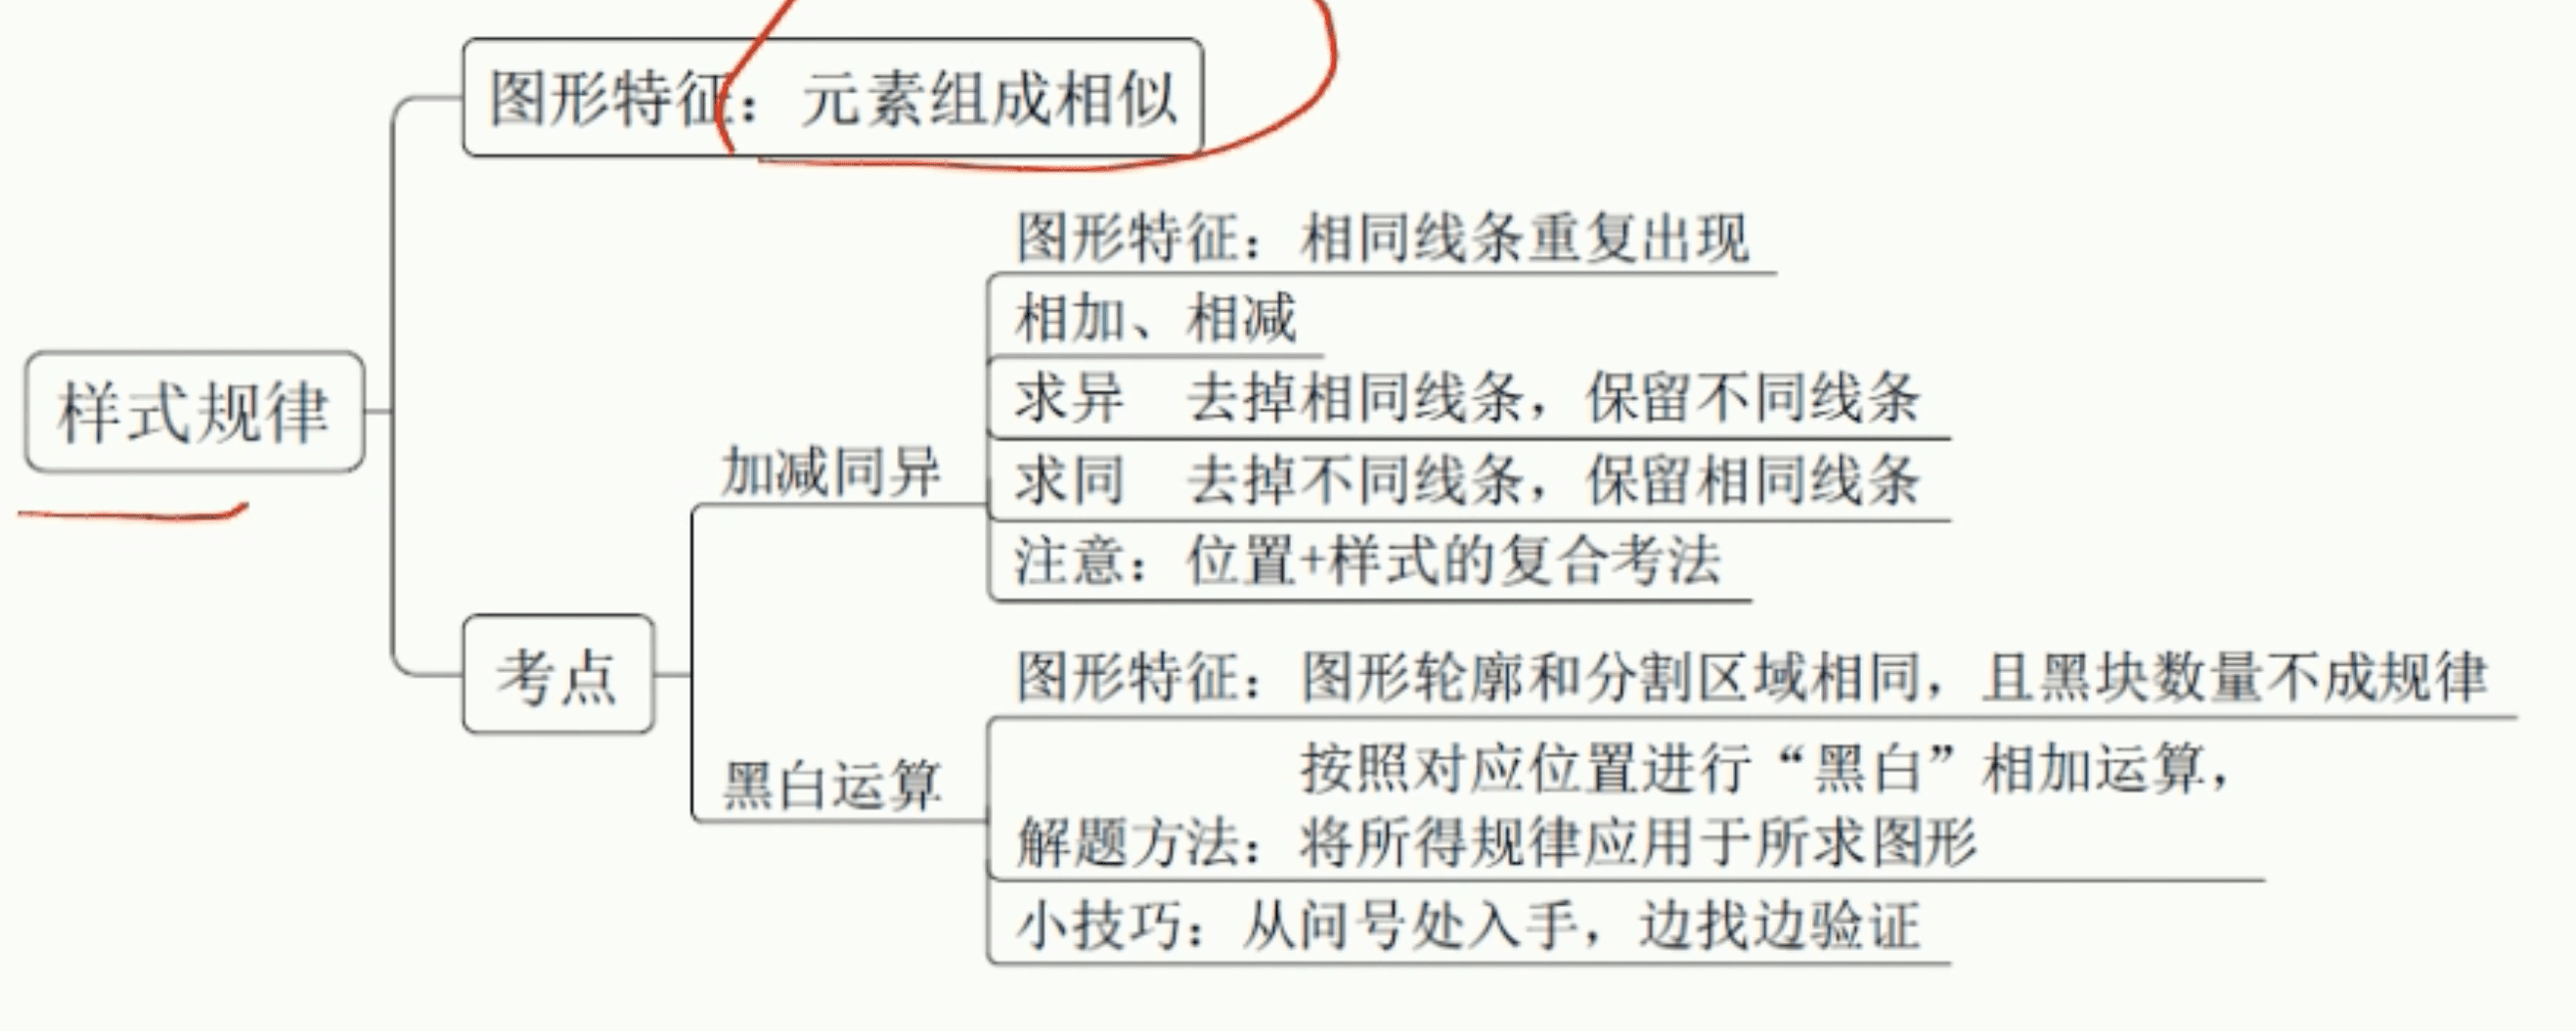 图形特征：元素组成相似
图形特征：相同线条重复出现
相加、相减
样式规律
求异　去掉相同线条，保留不同线条
加减同异
求同　去掉不同线条，保留相同线条
注意：位置+样式的复合考法
考点
图形特征：图形轮廓和分割区域相同，且黑块数量不成规律
黑白运算
按照对应位置进行“黑白”相加运算，
解题方法：将所得规律应用于所求图形
小技巧：从问号处入手，边找边验证